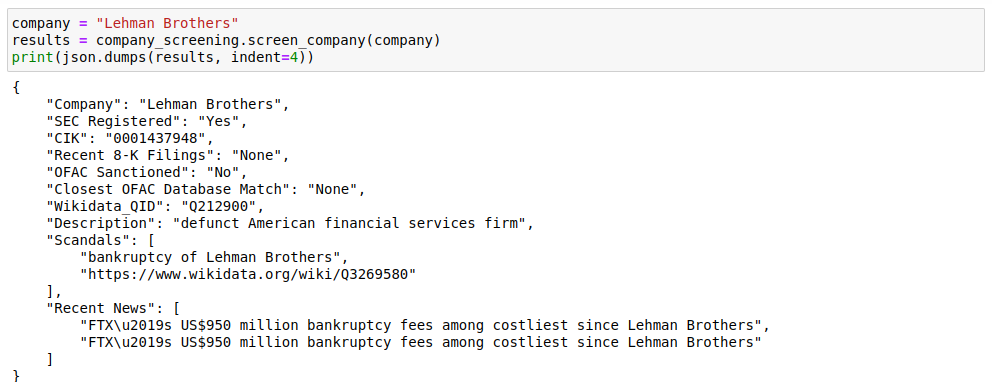 company = "Lehman Brothers"
results = company_screening.screen_company(company)
print(json.dumps(results, indent=4))
{
    "Company": "Lehman Brothers",
    "SEC Registered": "Yes",
    "CIK": "0001437948",
    "Recent 8-K Filings": "None",
    "OFAC Sanctioned": "No",
    "Closest OFAC Database Match": "None",
    "Wikidata_QID": "Q212900",
    "Description": "defunct American financial services firm",
    "Scandals": [
        "bankruptcy of Lehman Brothers",
        "https://www.wikidata.org/wiki/Q3269580"
    ],
    "Recent News": [
        "FTX\u2019s US$950 million bankruptcy fees among costliest since Lehman Brothers",
        "FTX\u2019s US$950 million bankruptcy fees among costliest since Lehman Brothers"
    ]
}